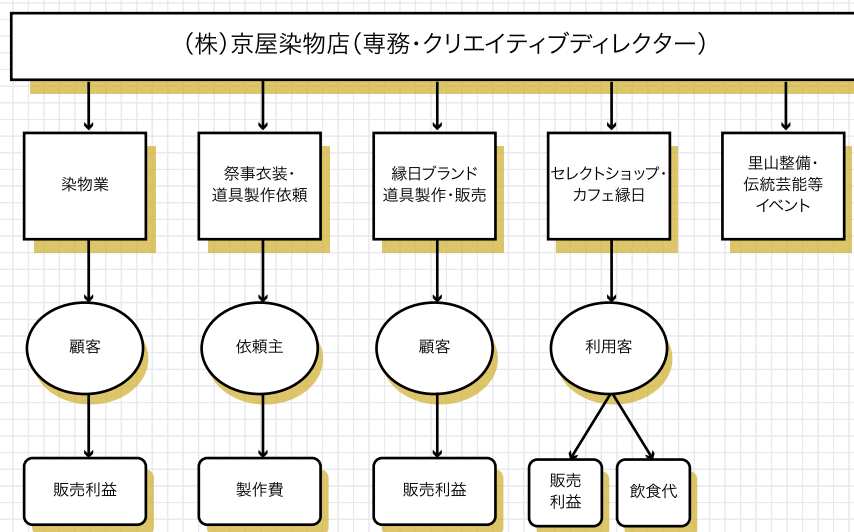 （株）京屋染物店（専務・クリエイティブディレクター）
染物業
祭事衣装・
道具製作依頼
縁日ブランド
道具製作・販売
セレクトショップ・
カフェ縁日
里山整備・
伝統芸能等
イベント
顧客
依頼主
顧客
利用客
販売利益
製作費
販売利益
販売
利益
飲食代